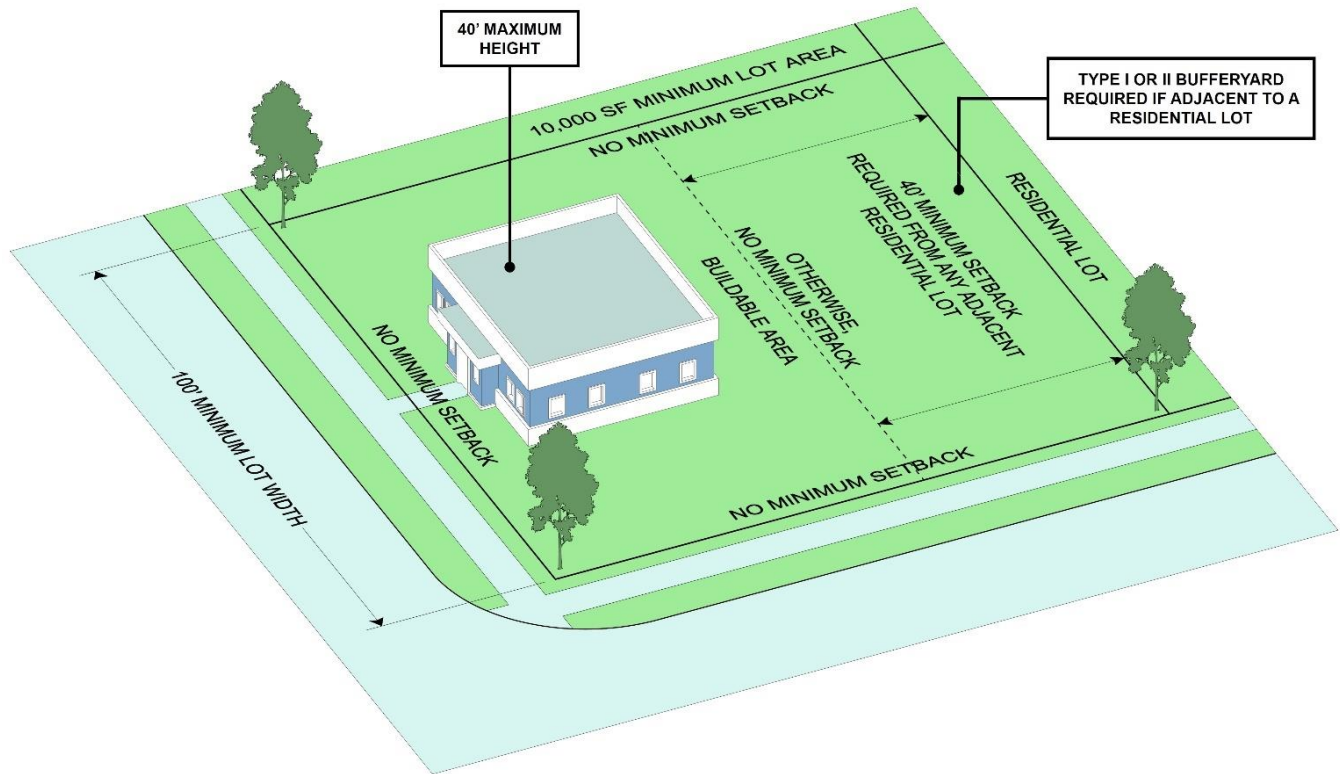 40' MAXIMUM
HEIGHT
10,000 SF MINIMUM LOT AREA
NO MINIMUM SETBACK
TYPE I OR II BUFFERYARD
REQUIRED IF ADJACENT TO A
RESIDENTIAL LOT
RESIDENTIAL LOT
40' MINIMUM SETBACK
REQUIRED FROM ANY ADJACENT
RESIDENTIAL LOT
OTHERWISE,
NO MINIMUM SETBACK
BUILDABLE AREA
NO MINIMUM SETBACK
100' MINIMUM LOT WIDTH
NO MINIMUM SETBACK